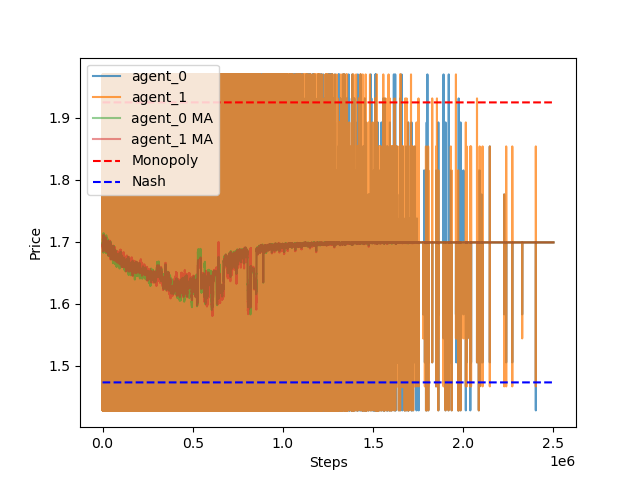 agent_0
agent_1
agent_0 MA
agent_1 MA
Monopoly
Nash
1.9
1.8
1.7
1.6
1.5
Price
0.0 0.5 1.0 1.5 2.0 2.5
Steps
1e6